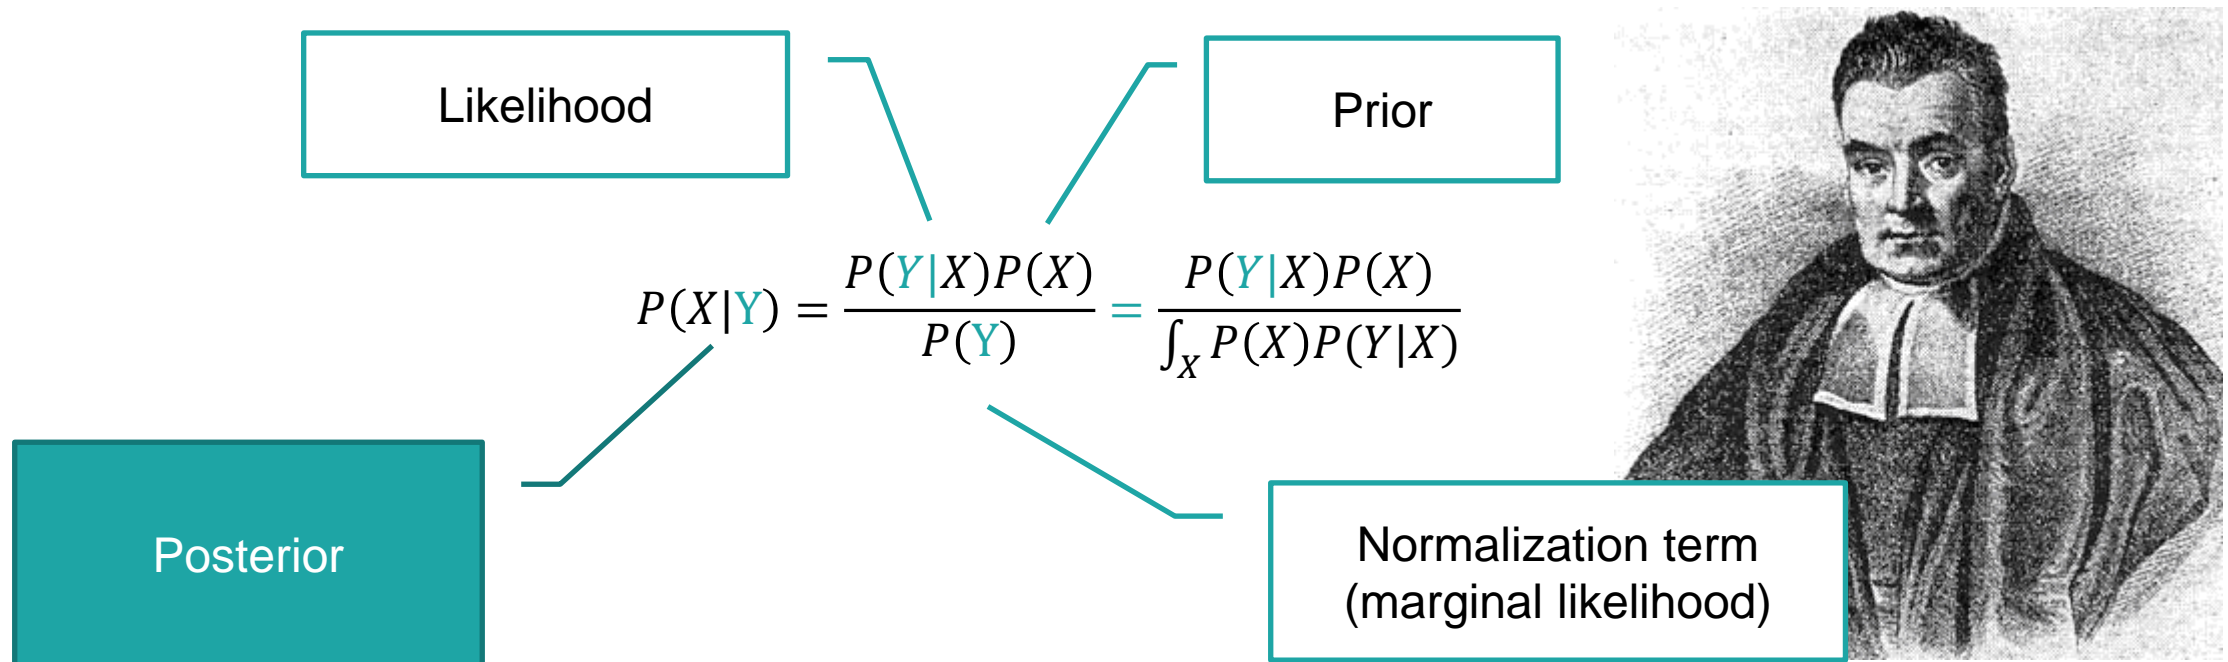 Likelihood
Prior
P(X|Y) = P(Y|X)P(X) / P(Y) = P(Y|X)P(X) / ∫_X P(X)P(Y|X)
Posterior
Normalization term
(marginal likelihood)